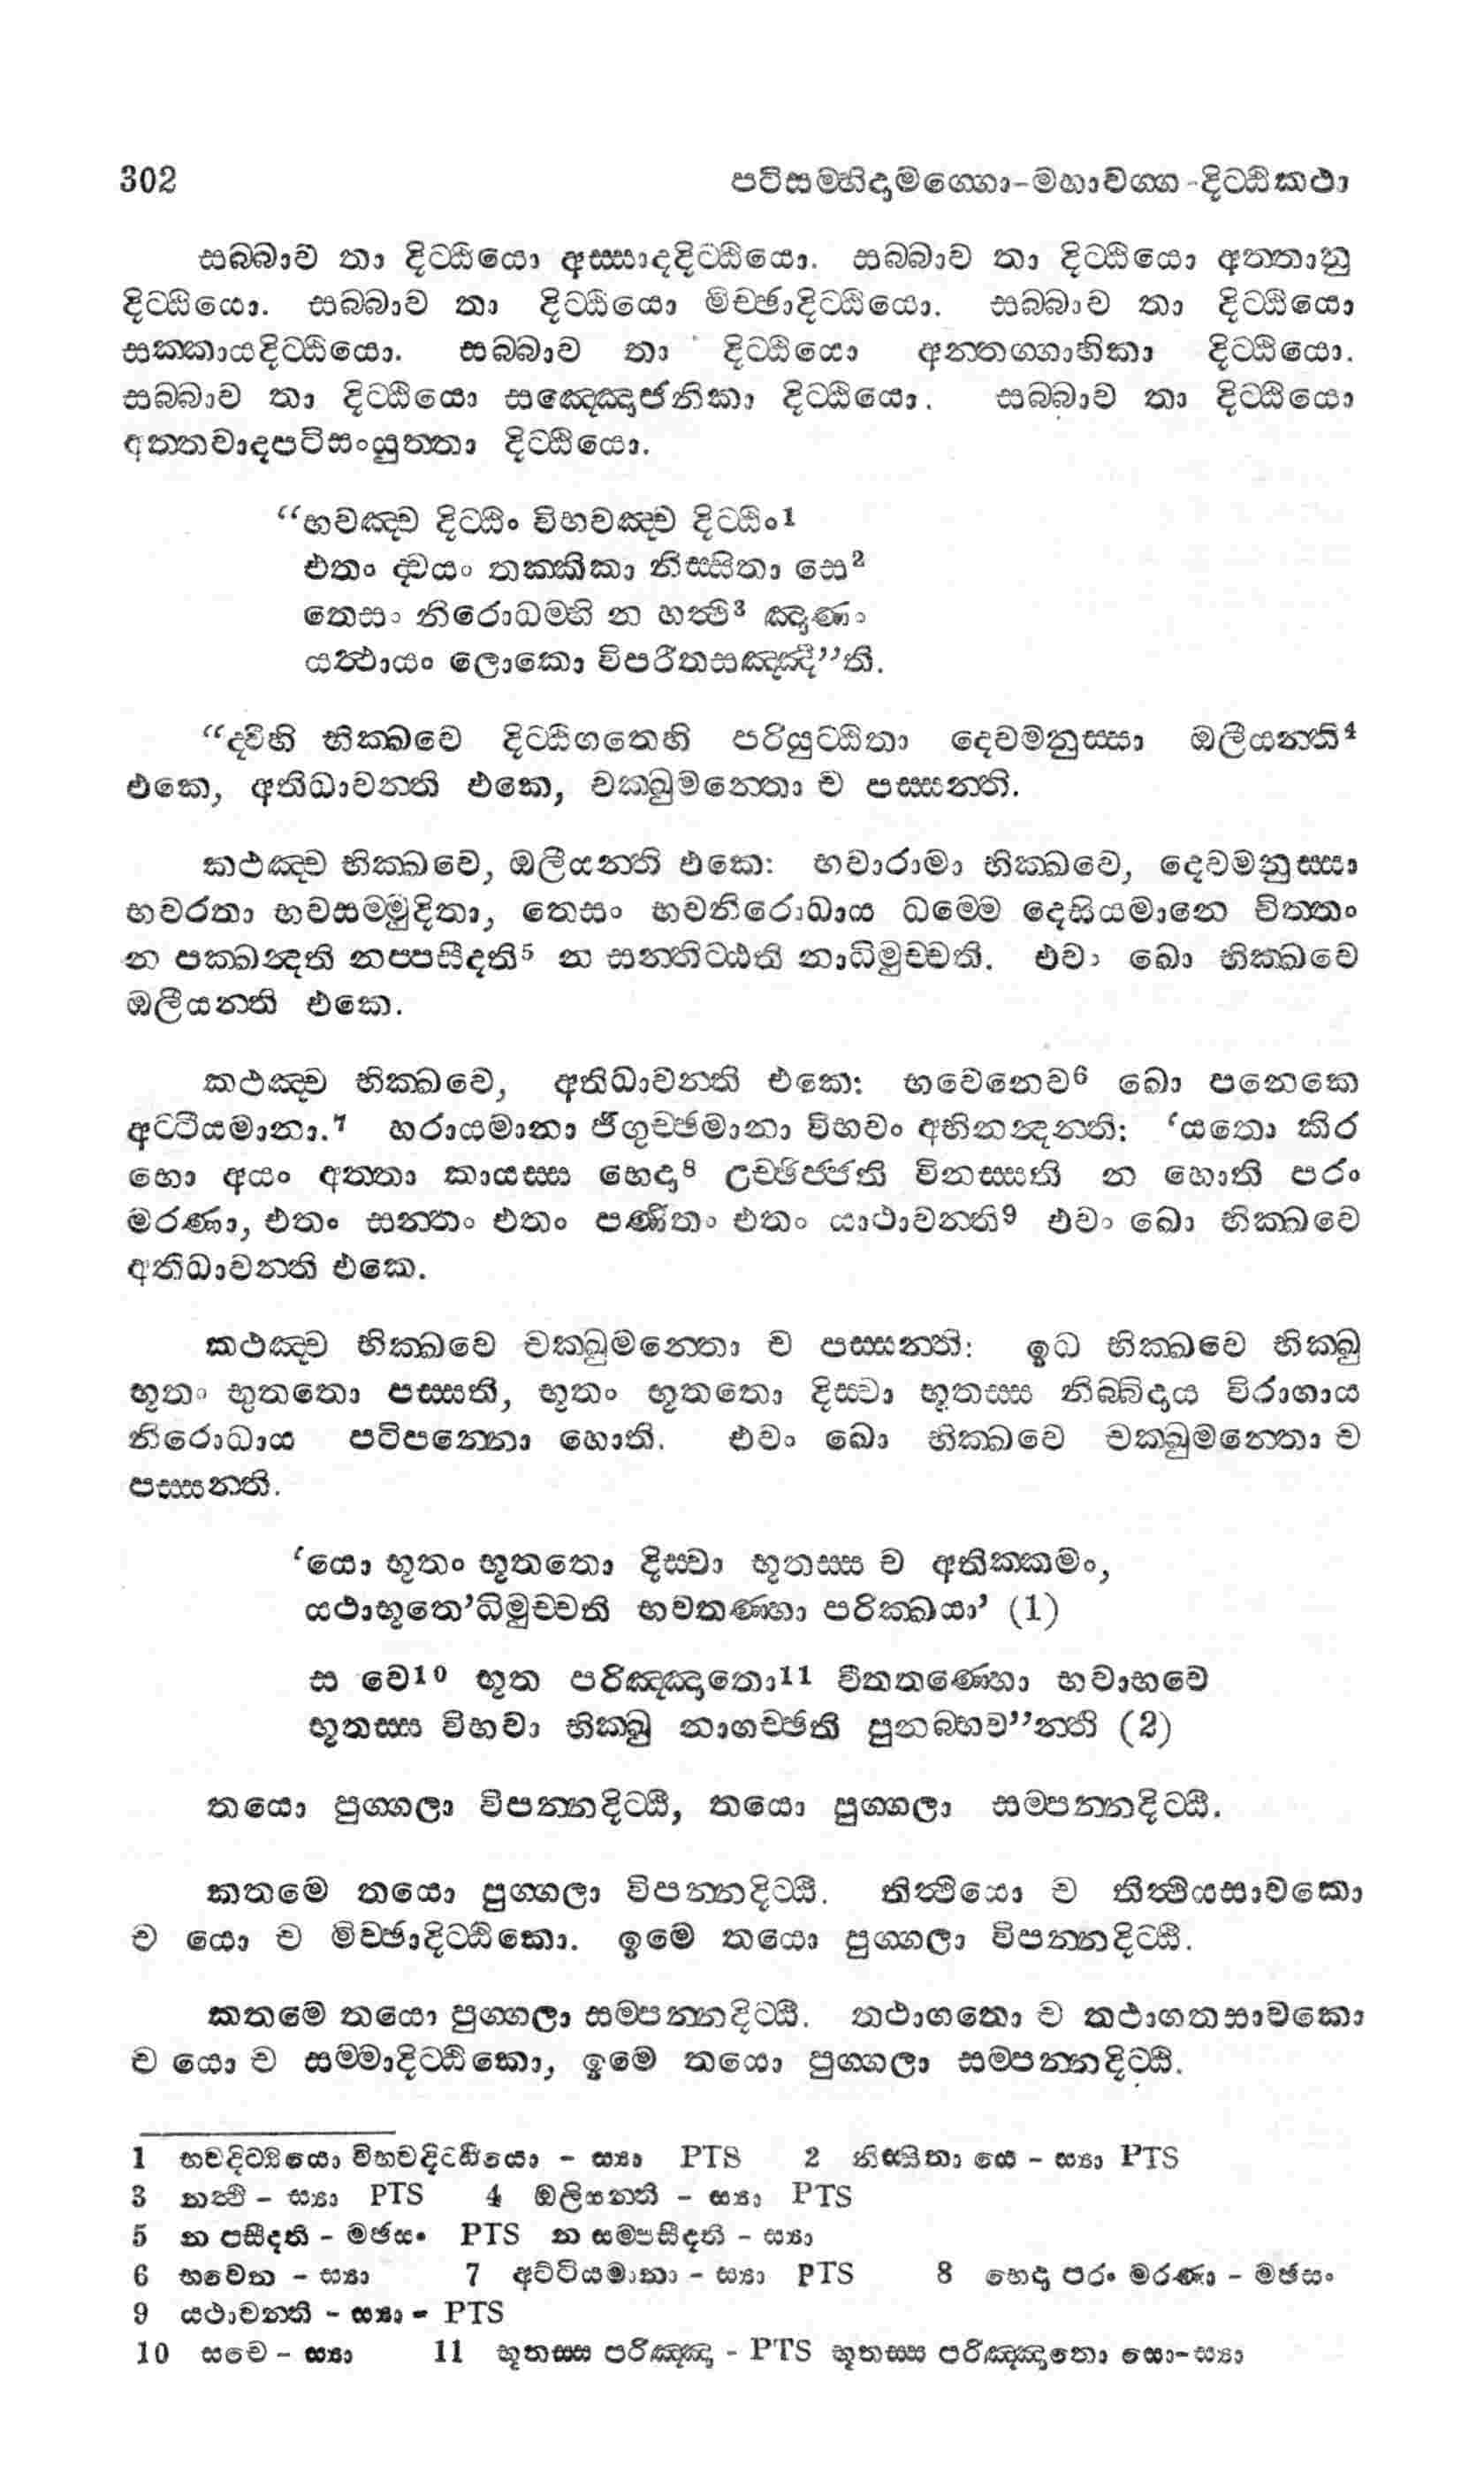 302 පටිසම්භිදාමග්ගො-මහාවග්ග-දිට්ඨිකථා
සබ්බාව තා දිට්ඨියො අස්සාදදිට්ඨියො. සබ්බාව තා දිට්ඨියො අත්තානු
දිට්ඨියො. සබ්බාව තා දිට්ඨියො මිච්ඡාදිට්ඨියො. සබ්බාව තා දිට්ඨියො
සක්කායදිට්ඨියො. සබ්බාව තා දිට්ඨියො අන්තග්ගාහිකා දිට්ඨියො.
සබ්බාව තා දිට්ඨියො සඤ්ඤොජනිකා දිට්ඨියො. සබ්බාව තා දිට්ඨියො
අත්තවාදපටිසංයුත්තා දිට්ඨියො.
“භවඤ්ච දිට්ඨිං විභවඤ්ච දිට්ඨිං1
එතං ද්වයං තක්කිකා නිස්සිතා සෙ2
තෙසං නිරොධම්හි න හත්ථි3 ඤාණං
යත්ථායං ලොකො විපරීතසඤ්ඤී”ති.
“ද්වීහි භික්ඛවෙ දිට්ඨිගතෙහි පරියුට්ඨිතා දෙවමනුස්සා ඔලීයන්ති4
එකෙ, අතිධාවන්ති එකෙ, චක්ඛුමන්තො ච පස්සන්ති.
කථඤ්ච භික්ඛවෙ, ඔලීයන්ති එකෙ: භවාරාමා භික්ඛවෙ, දෙවමනුස්සා
භවරතා භවසම්මුදිතා, තෙසං භවනිරොධාය ධම්මෙ දෙසියමානෙ චිත්තං
න පක්ඛන්දති නප්පසීදති5 න සන්තිට්ඨති නාධිමුච්චති. එවං ඛො භික්ඛවෙ
ඔලීයන්ති එකෙ.
කථඤ්ච භික්ඛවෙ, අතිධාවන්ති එකෙ: භවෙනෙව6 ඛො පනෙකෙ
අට්ටීයමානා.7 හරායමානා ජිගුච්ඡමානා විභවං අභිනන්දන්ති: ‘යතො කිර
භො අයං අත්තා කායස්ස භෙදා8 උච්ඡිජ්ජති විනස්සති න හොති පරං
මරණා, එතං සන්තං එතං පණීතං එතං යාථාවන්ති9 එවං ඛො භික්ඛවෙ
අතිධාවන්ති එකෙ.
කථඤ්ච භික්ඛවෙ චක්ඛුමන්තො ච පස්සන්ති: ඉධ භික්ඛවෙ භික්ඛු
භූතං භුතතො පස්සති, භූතං භූතතො දිස්වා භූතස්ස නිබ්බිදාය විරාගාය
නිරොධාය පටිපන්නො හොති. එවං ඛො භික්ඛවෙ චක්ඛුමන්තො ච
පස්සන්ති.
‘යො භූතං භූතතො දිස්වා භූතස්ස ච අතික්කමං,
යථාභූතෙ’ධිමුච්චති භවතණ්හා පරික්ඛයා’ (1)
ස වෙ10 භූත පරිඤ්ඤාතො11 වීතතණ්හො භවාභවෙ
භූතස්ස විභවා භික්ඛු නාගච්ඡති පුනබ්භව”න්ති (2)
තයො පුග්ගලා විපන්නදිට්ඨී, තයො පුග්ගලා සම්පන්නදිට්ඨී.
කතමෙ තයො පුග්ගලා විපන්නදිට්ඨී. තිත්ථියො ච තිත්ථියසාවකො
ච යො ච මිච්ඡාදිට්ඨිකො. ඉමෙ තයො පුග්ගලා විපන්නදිට්ඨී.
කතමෙ තයො පුග්ගලා සම්පන්නදිට්ඨී. තථාගතො ච තථාගතසාවකො
ච යො ච සම්මාදිට්ඨිකො, ඉමෙ තයො පුග්ගලා සම්පන්නදිට්ඨී.
1 භවදිට්ඨියො විභවදිට්ඨියො - ස්‍යා PTS 2 නිස්සිතා යෙ - ස්‍යා PTS
3 නත්ථි - ස්‍යා PTS 4 ඔලියන්ති - ස්‍යා PTS
5 න පසීදති - මඡසං PTS න සම්පසීදති - ස්‍යා
6 භවෙන - ස්‍යා 7 අට්ටියමානා - ස්‍යා PTS 8 භෙදා පරං මරණා - මඡසං
9 යථාවන්ති - ස්‍යා - PTS
10 සචෙ - ස්‍යා 11 භූතස්ස පරිඤ්ඤා - PTS භූතස්ස පරිඤ්ඤාතො සො-ස්‍යා